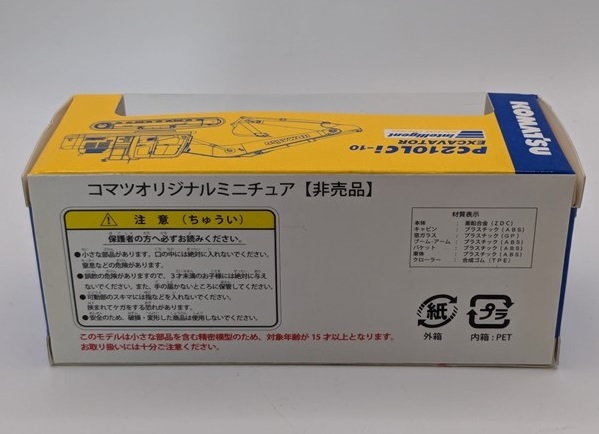 KOMATSU
PC210LCi-10
EXCAVATOR
intelligent
コマツオリジナルミニチュア【非売品】
注 意（ちゅうい）
保護者の方へ必ずお読みください。
●小さな部品があります。口の中には絶対に入れないでください。
窒息などの危険があります。
●誤飲の危険がありますので、３才未満のお子様には絶対に与え
ないでください。また、手の届かないところに保管してください。
●可動部のスキマには指などを入れないでください。
挟まれてケガをする恐れがあります。
●安全のため、破損・変形した商品は使用しないでください。
このモデルは小さな部品を含む精密模型のため、対象年齢が 15 才以上となります。
お取り扱いには十分ご注意ください。
材質表示
本体 ：亜鉛合金（ZDC）
キャビン ：プラスチック（ABS）
窓ガラス ：プラスチック（GP）
ブーム・アーム ：プラスチック（ABS）
バケット ：プラスチック（ABS）
車体 ：プラスチック（ABS）
クローラー ：合成ゴム（TPE）
紙
外箱
プラ
内箱：PET